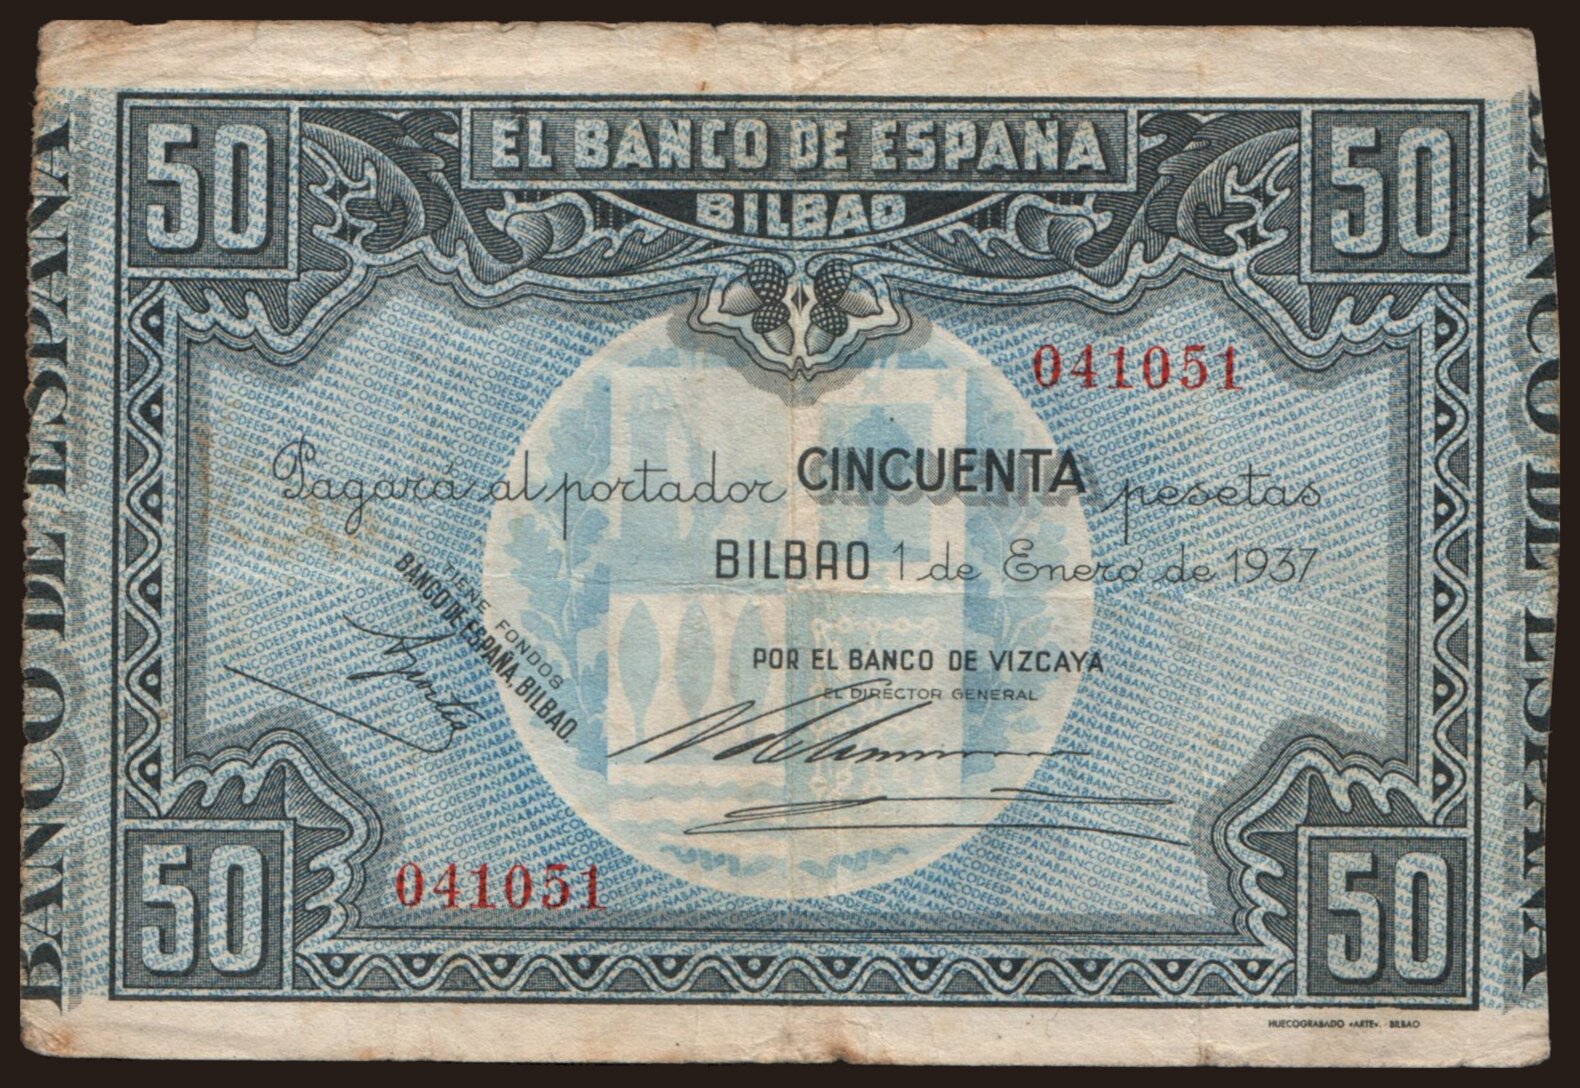 50
EL BANCO DE ESPAÑA
50
BILBAO
BANCO DE ESPAÑA
BANCO DE ESPAÑA
041051
Pagará al portador CINCUENTA pesetas
BILBAO 1 de Enero de 1937
TIENE FONDOS
BANCO DE ESPAÑA, BILBAO.
POR EL BANCO DE VIZCAYA
EL DIRECTOR GENERAL
041051
50
50
HUECOGRABADO «ARTE». - BILBAO